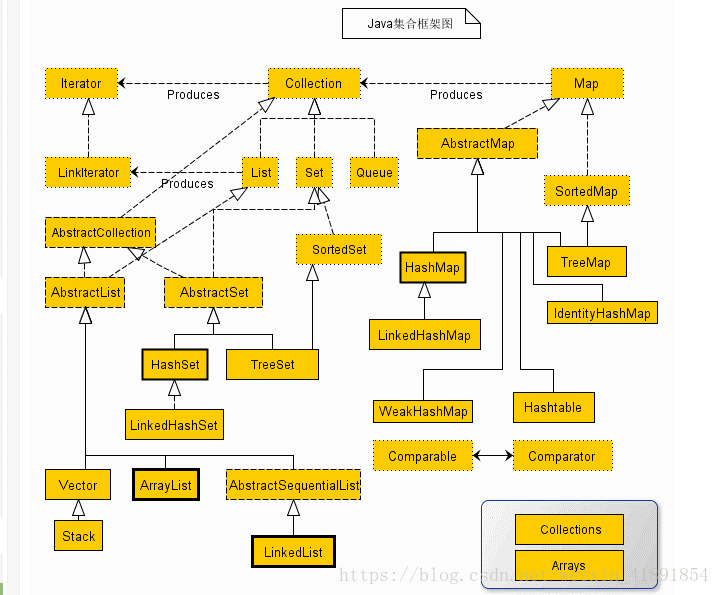 Java集合框架图
Iterator
Produces
Collection
Produces
Map
AbstractMap
LinkIterator
Produces
List
Set
Queue
SortedMap
AbstractCollection
SortedSet
HashMap
TreeMap
AbstractList
AbstractSet
IdentityHashMap
LinkedHashMap
HashSet
TreeSet
WeakHashMap
Hashtable
LinkedHashSet
Comparable
Comparator
Vector
ArrayList
AbstractSequentialList
Stack
LinkedList
Collections
Arrays
https://blog.csdn.net/ 41591854